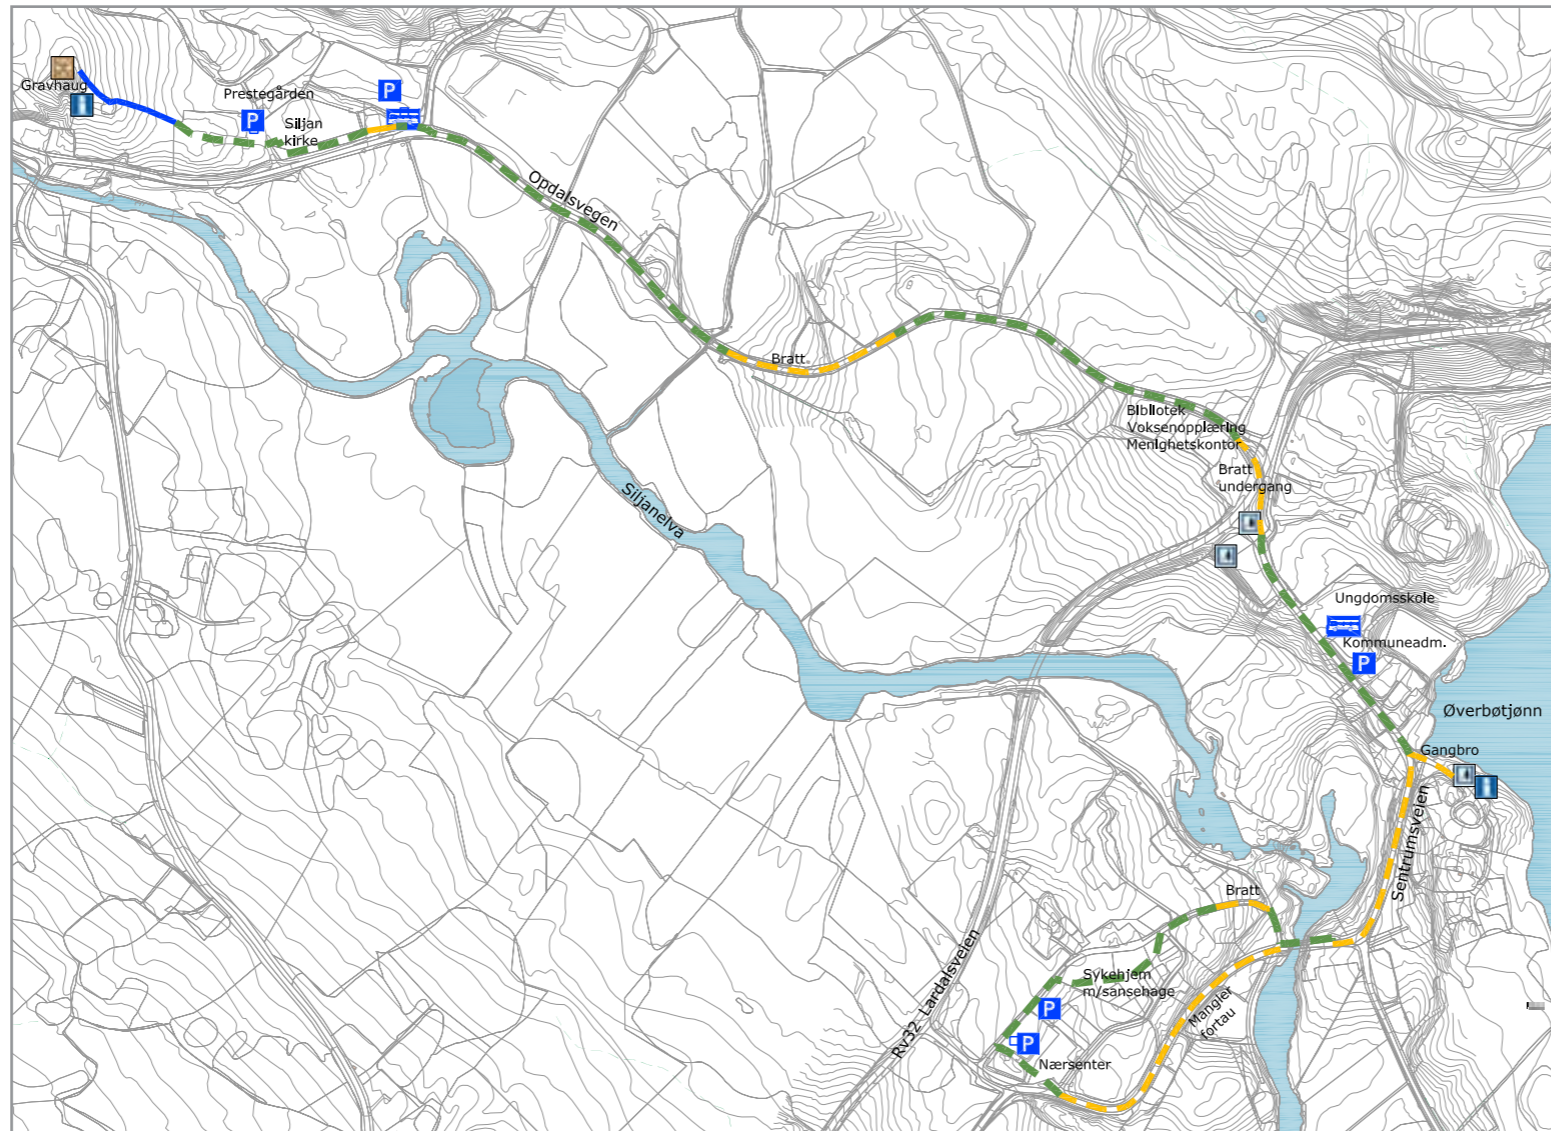 Gravhaug
Prestegården
P
P
Siljan
kirke
Opdalsvegen
Bratt
Bibliotek
Voksenopplæring
Menighetskontor
Bratt
undergang
Siljanelva
Ungdomsskole
Kommuneadm.
P
Øverbøtjønn
Gangbro
Sentrumsveien
Bratt
Rv32 Lardalsveien
Sykehjem
m/sansehage
P
Mangler
fortau
P
Nærsenter